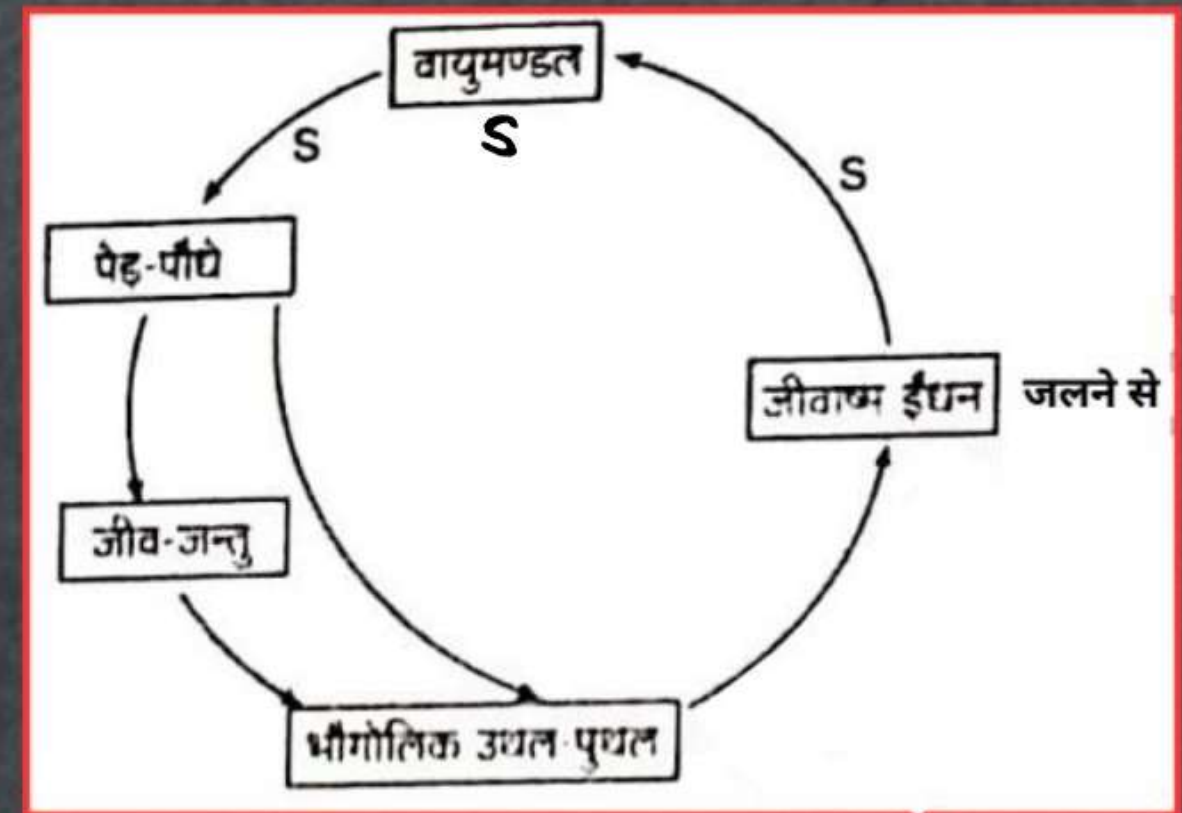 वायुमण्डल
S
S
S
पेड़-पौधे
जीवाष्म ईंधन जलने से
जीव-जन्तु
भौगोलिक उथल-पुथल